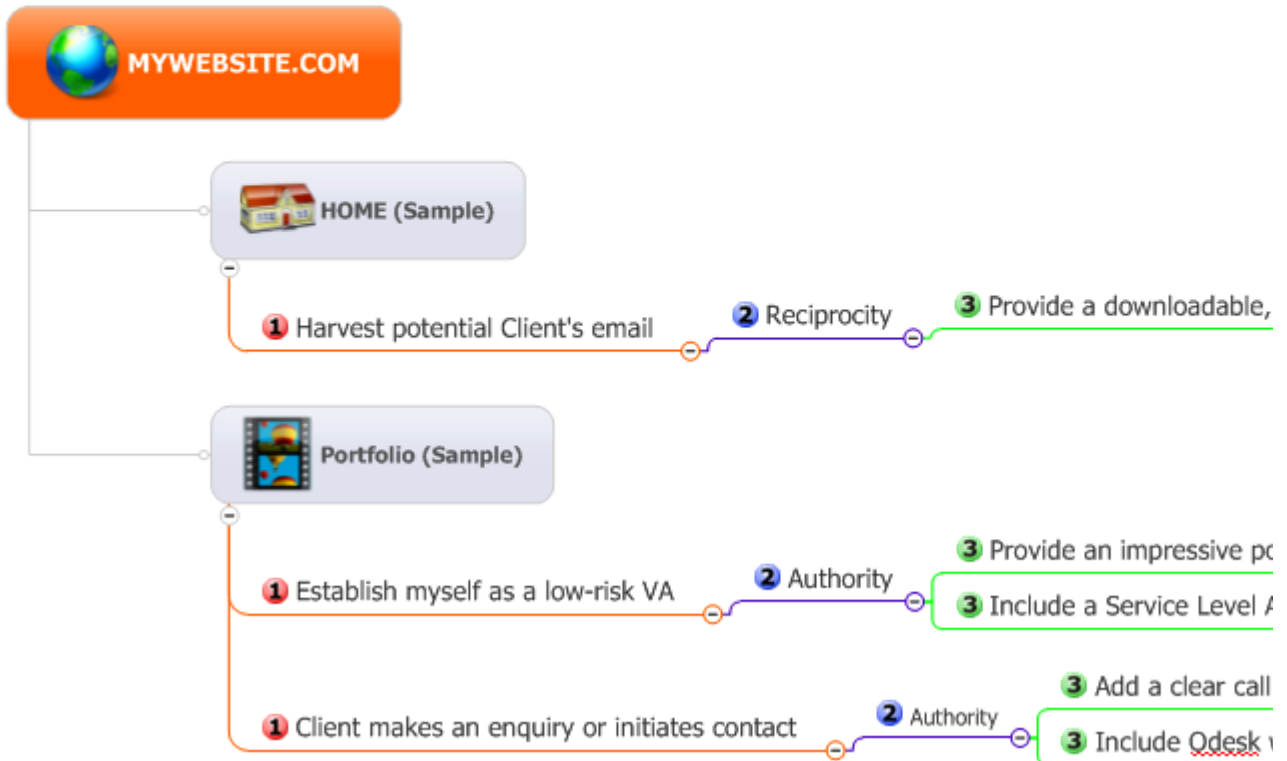 MYWEBSITE.COM
HOME (Sample)
1 Harvest potential Client's email
2 Reciprocity
3 Provide a downloadable,
Portfolio (Sample)
1 Establish myself as a low-risk VA
2 Authority
3 Provide an impressive
3 Include a Service Level
1 Client makes an enquiry or initiates contact
2 Authority
3 Add a clear call
3 Include Odesk